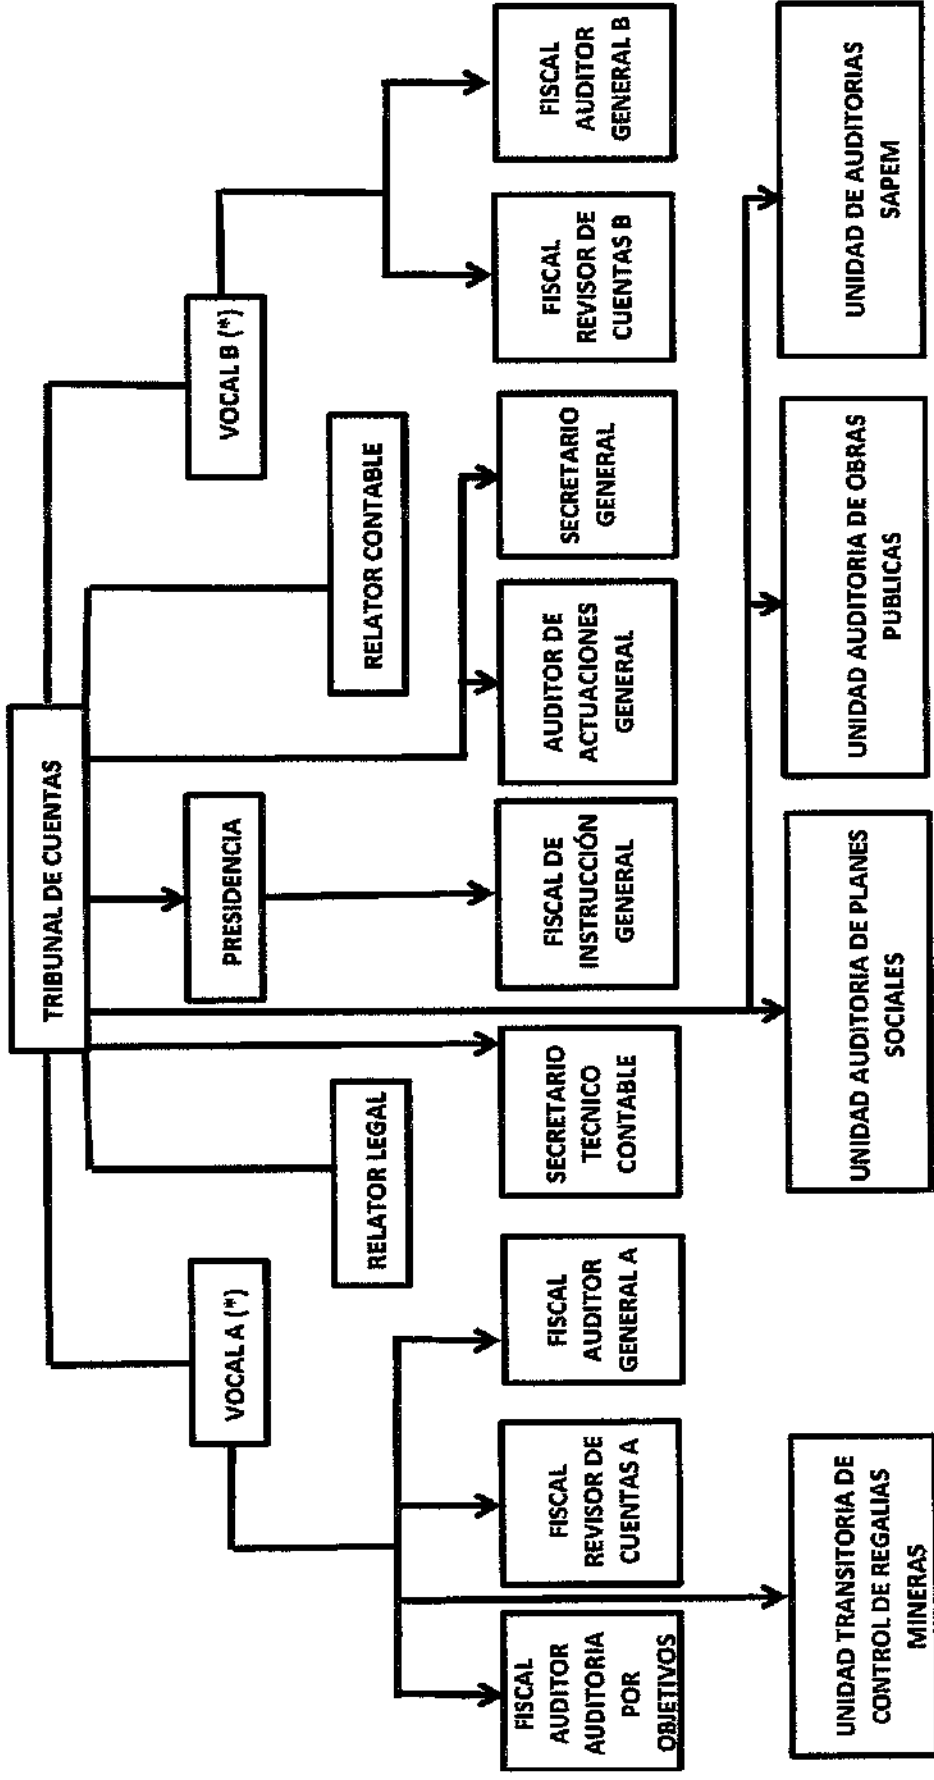 TRIBUNAL DE CUENTAS
VOCAL A (*)
PRESIDENCIA
VOCAL B (*)
RELATOR LEGAL
RELATOR CONTABLE
FISCAL
AUDITOR
AUDITORIA
POR
OBJETIVOS
FISCAL
REVISOR DE
CUENTAS A
FISCAL
AUDITOR
GENERAL A
SECRETARIO
TECNICO
CONTABLE
FISCAL DE
INSTRUCCIÓN
GENERAL
AUDITOR DE
ACTUACIONES
GENERAL
SECRETARIO
GENERAL
FISCAL
REVISOR DE
CUENTAS B
FISCAL
AUDITOR
GENERAL B
UNIDAD TRANSITORIA DE
CONTROL DE REGALIAS
MINERAS
UNIDAD AUDITORIA DE PLANES
SOCIALES
UNIDAD AUDITORIA DE OBRAS
PUBLICAS
UNIDAD DE AUDITORIAS
SAPEM